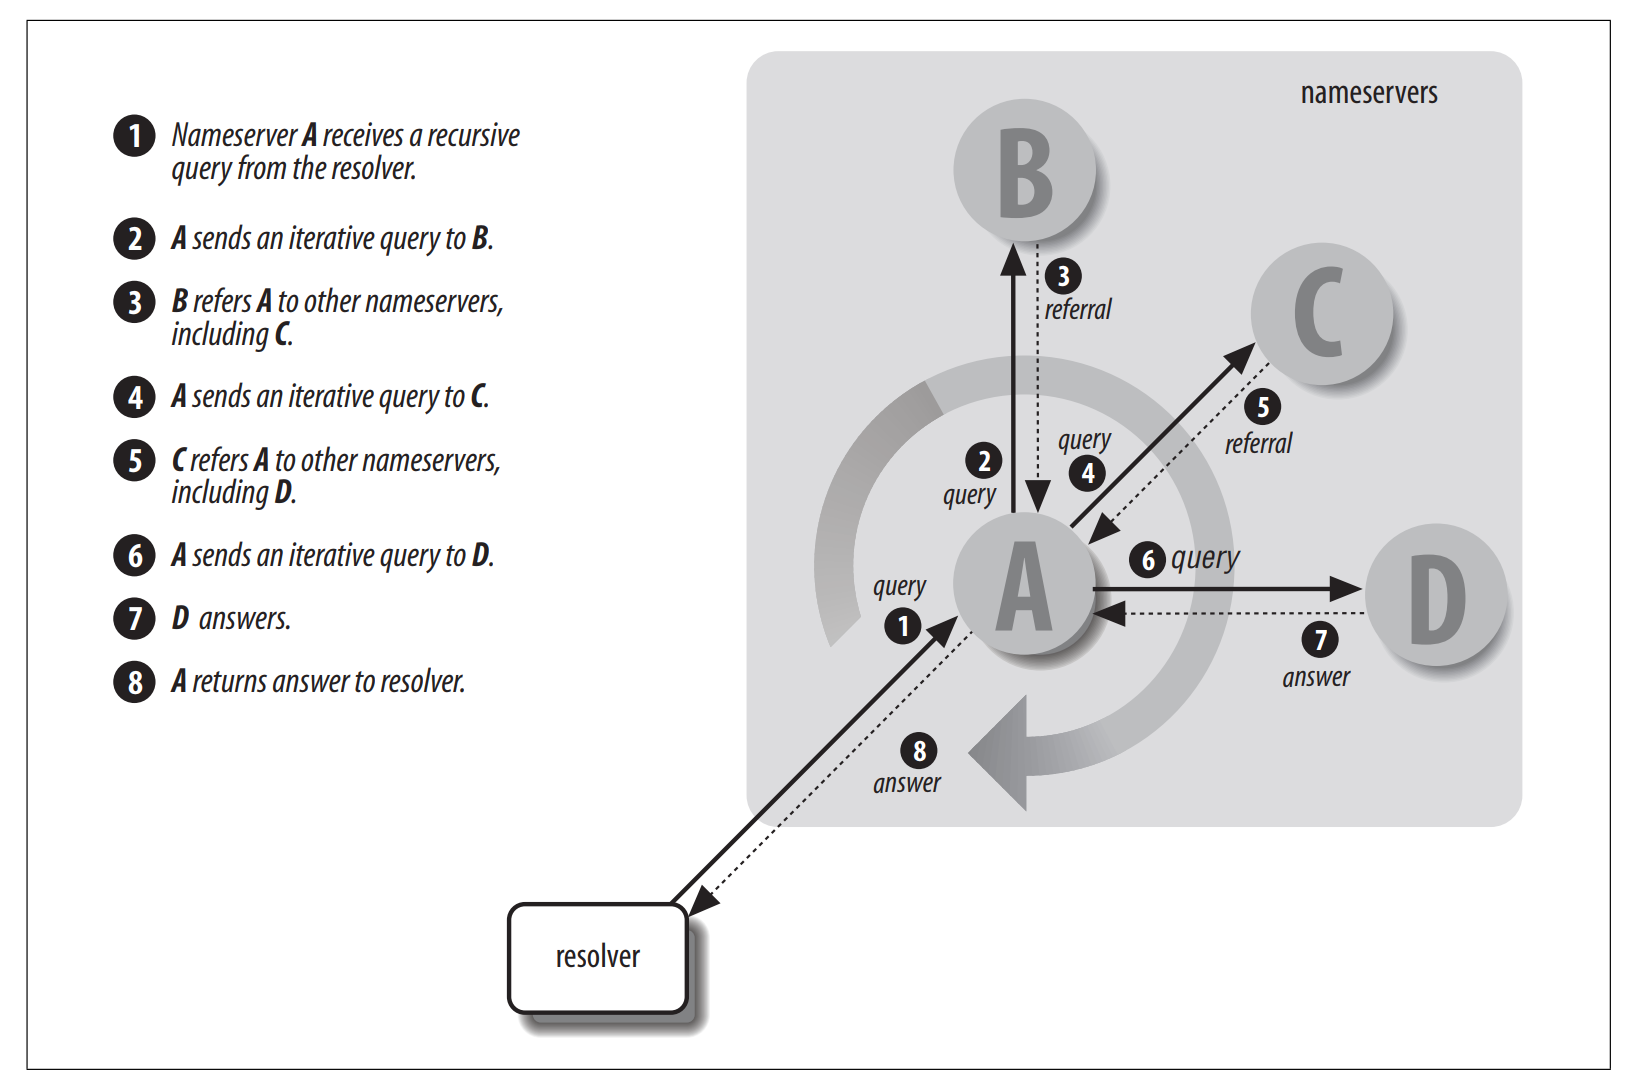 1 Nameserver A receives a recursive
query from the resolver.
2 A sends an iterative query to B.
3 B refers A to other nameservers,
including C.
4 A sends an iterative query to C.
5 C refers A to other nameservers,
including D.
6 A sends an iterative query to D.
7 D answers.
8 A returns answer to resolver.
nameservers
B
3
referral
C
5
referral
query
4
2
query
6 query
A
D
query
1
7
answer
8
answer
resolver